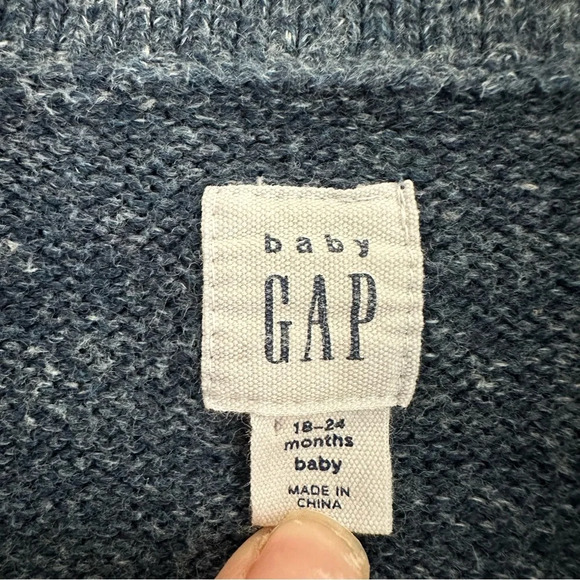 baby
GAP
18-24
months
baby
MADE IN
CHINA